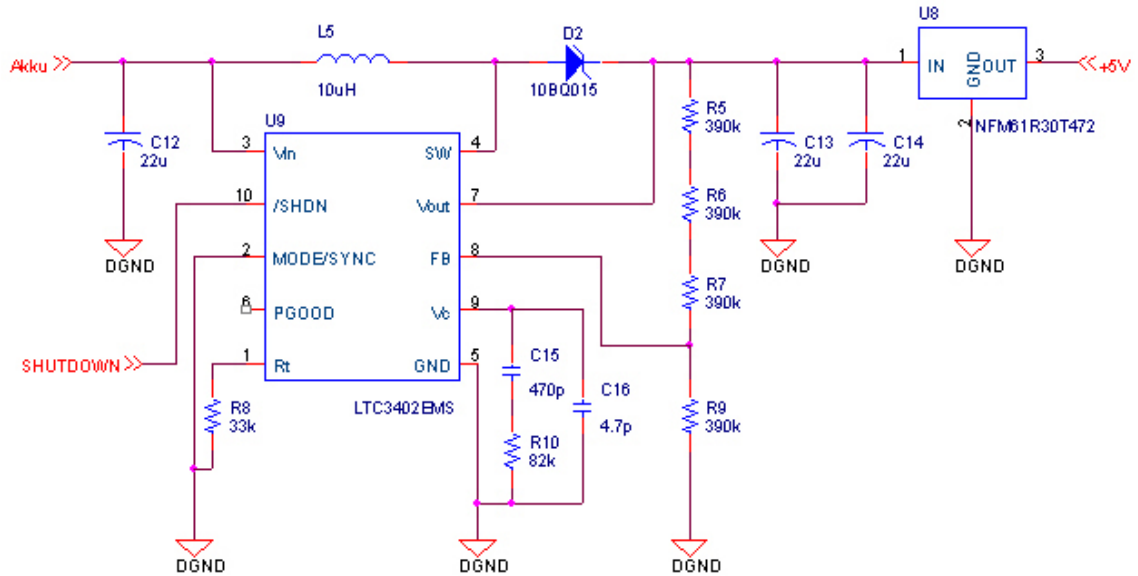 U8
L5
D2
Akku
1
IN
GND
OUT
3
+5V
10uH
10BQ015
2
NFM61R30T472
U9
R5
390k
C12
22u
C13
22u
C14
22u
3
Vin
SW
4
10
/SHDN
Vout
7
R6
390k
DGND
2
MODE/SYNC
FB
8
DGND
DGND
R7
390k
6
PGOOD
Vc
9
SHUTDOWN
1
Rt
GND
5
C15
470p
C16
4.7p
R8
33k
LTC3402EMS
R9
390k
R10
82k
DGND
DGND
DGND